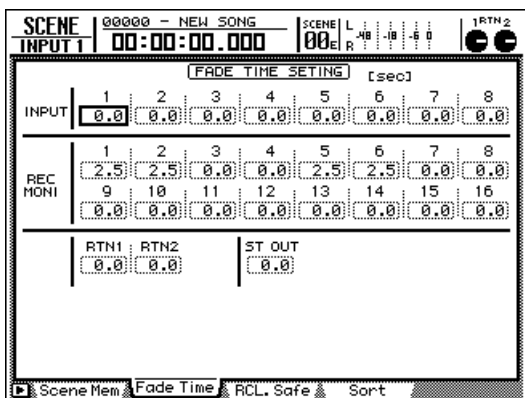 SCENE
INPUT 1
00000 - NEW SONG
00:00:00.000
SCENE
00E
L
R
-48 -18 -6 0
1RTN2
FADE TIME SETING [sec]
INPUT
1 2 3 4 5 6 7 8
0.0 0.0 0.0 0.0 0.0 0.0 0.0 0.0
REC
MONI
1 2 3 4 5 6 7 8
2.5 2.5 0.0 0.0 2.5 2.5 0.0 0.0
9 10 11 12 13 14 15 16
0.0 0.0 0.0 0.0 0.0 0.0 0.0 0.0
RTN1 RTN2 ST OUT
0.0 0.0 0.0
Scene Mem Fade Time RCL. Safe Sort